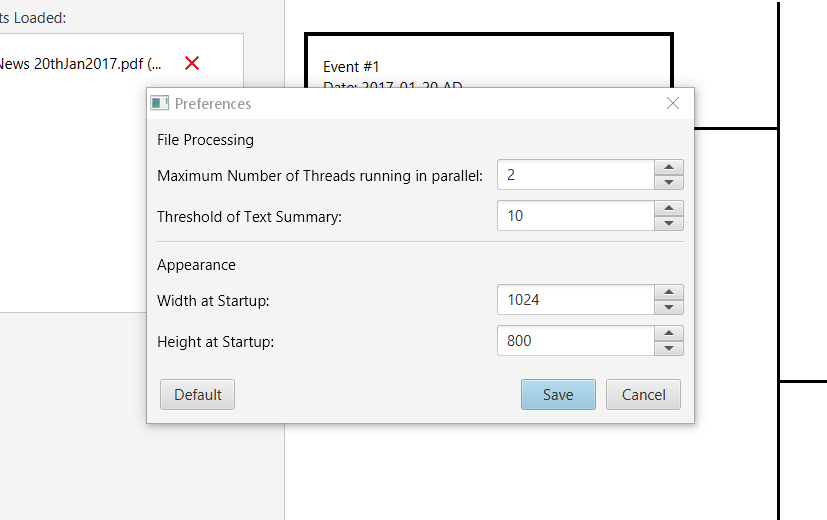 ts Loaded:
News 20thJan2017.pdf (...
Event #1
Date: 2017-01-20 AD
Preferences
File Processing
Maximum Number of Threads running in parallel: 2
Threshold of Text Summary: 10
Appearance
Width at Startup: 1024
Height at Startup: 800
Default Save Cancel